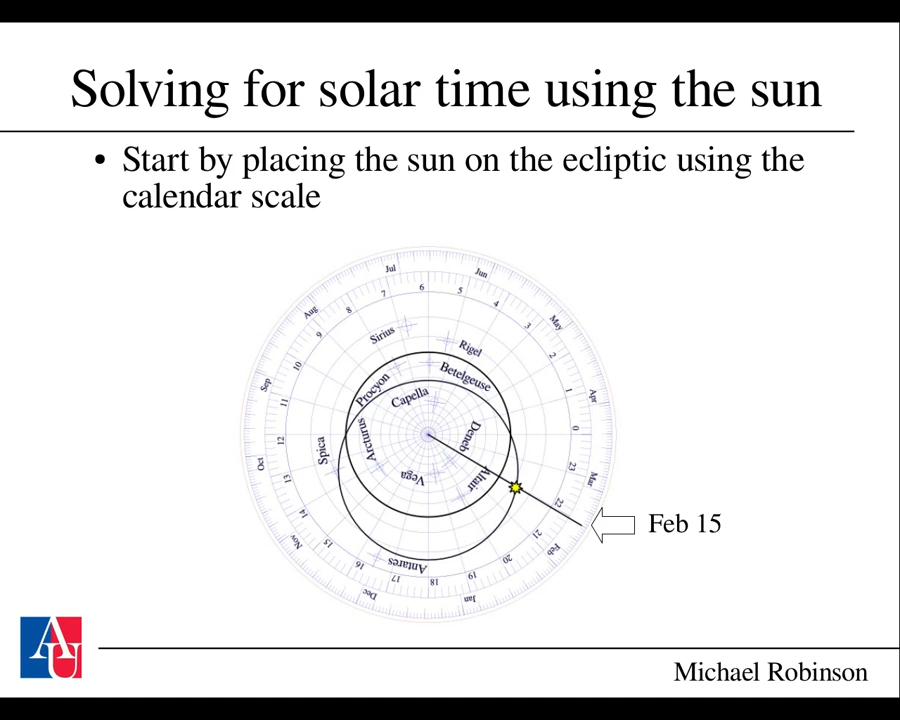 Solving for solar time using the sun
• Start by placing the sun on the ecliptic using the
calendar scale
Jul
Jun
Aug
May
Sep
Apr
Oct
Mar
Nov
Feb
Dec
Jan
6
7
5
8
4
9
3
10
2
11
1
12
0
13
23
14
22
15
21
16
20
17
18
19
Sirius
Rigel
Procyon
Betelgeuse
Capella
Arcturus
Deneb
Spica
Vega
Altair
Antares
Feb 15
AU
Michael Robinson